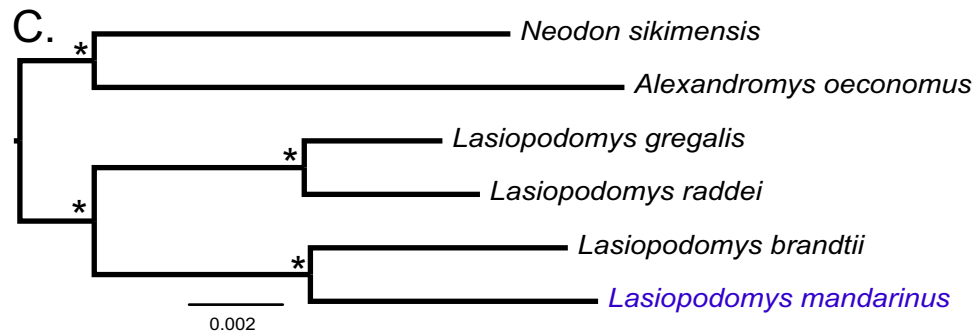 C.
* Neodon sikimensis
Alexandromys oeconomus
* Lasiopodomys gregalis
* Lasiopodomys raddei
* Lasiopodomys brandtii
Lasiopodomys mandarinus
0.002